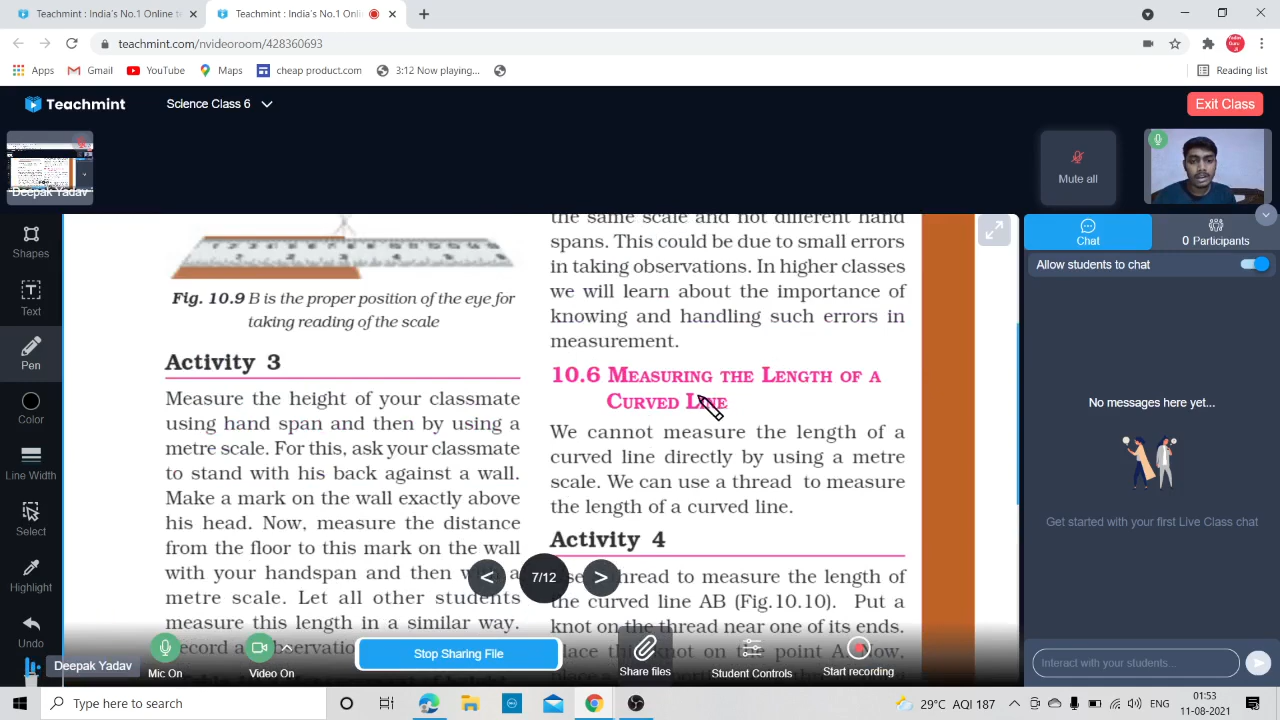 Teachmint : India's No.1 Online t
Teachmint : India's No.1 Onli
teachmint.com/nvideoroom/428360693
Apps
Gmail
YouTube
Maps
cheap product.com
3:12 Now playing...
Reading list
Teachmint
Science Class 6
Exit Class
Deepak Yadav
Mute all
Shapes
Text
Pen
Color
Line Width
Select
Highlight
Undo
Fig. 10.9 B is the proper position of the eye for
taking reading of the scale
Activity 3
Measure the height of your classmate
using hand span and then by using a
metre scale. For this, ask your classmate
to stand with his back against a wall.
Make a mark on the wall exactly above
his head. Now, measure the distance
from the floor to this mark on the wall
with your handspan and then with a
metre scale. Let all other students
measure this length in a similar way.
the same scale and not different hand
spans. This could be due to small errors
in taking observations. In higher classes
we will learn about the importance of
knowing and handling such errors in
measurement.
10.6 Measuring the Length of a
Curved Line
We cannot measure the length of a
curved line directly by using a metre
scale. We can use a thread to measure
the length of a curved line.
Activity 4
thread to measure the length of
the curved line AB (Fig.10.10). Put a
knot on the thread near one of its ends.
knot on the point A. Now,
<
7/12
>
Deepak Yadav
Mic On
Video On
Stop Sharing File
Share files
Student Controls
Start recording
Chat
0 Participants
Allow students to chat
No messages here yet...
Get started with your first Live Class chat
Interact with your students...
Type here to search
29°C AQI 187
ENG
01:53
11-08-2021